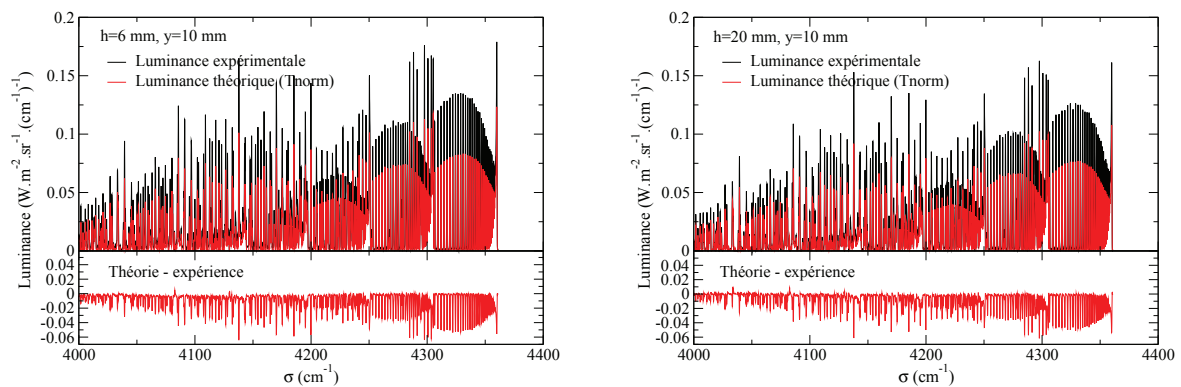 h=6 mm, y=10 mm
Luminance expérimentale
Luminance théorique (Tnorm)
Luminance (W.m-2.sr-1.(cm-1)-1)
0.2
0.15
0.1
0.05
0
Théorie - expérience
0.04
0.02
0
-0.02
-0.04
-0.06
4000 4100 4200 4300 4400
σ (cm-1)
h=20 mm, y=10 mm
Luminance expérimentale
Luminance théorique (Tnorm)
Luminance (W.m-2.sr-1.(cm-1)-1)
0.2
0.15
0.1
0.05
0
Théorie - expérience
0.04
0.02
0
-0.02
-0.04
-0.06
4000 4100 4200 4300 4400
σ (cm-1)